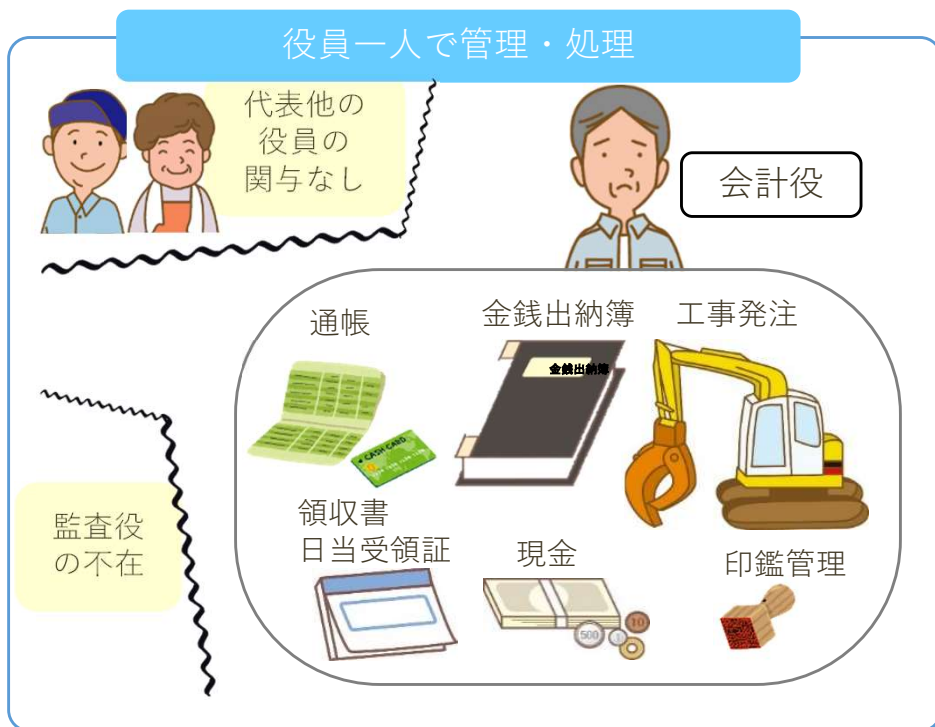 役員一人で管理・処理
代表他の
役員の
関与なし
会計役
通帳
金銭出納簿
工事発注
金銭出納簿
CASH CARD
領収書
日当受領証
現金
印鑑管理
500
1
10
監査役
の不在